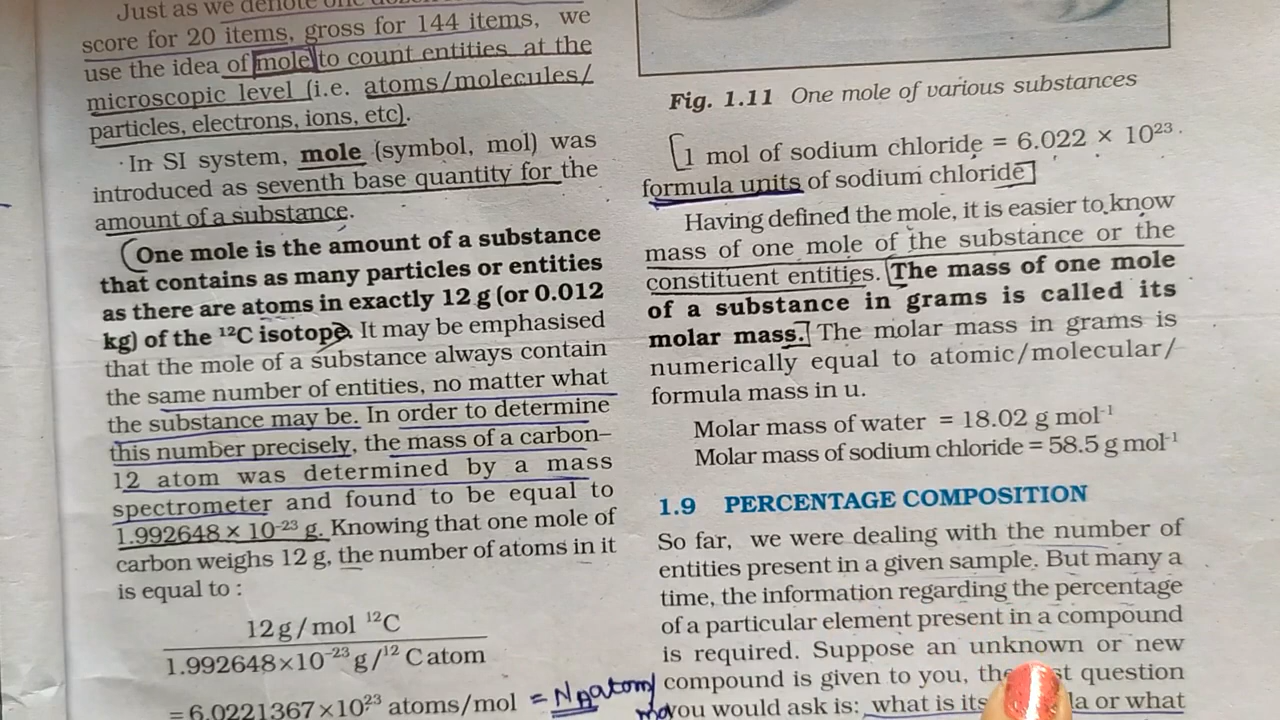 Just as we denote one
score for 20 items, gross for 144 items, we
use the idea of mole to count entities at the
microscopic level (i.e. atoms/molecules/
particles, electrons, ions, etc).
In SI system, mole (symbol, mol) was
introduced as seventh base quantity for the
amount of a substance.
One mole is the amount of a substance
that contains as many particles or entities
as there are atoms in exactly 12 g (or 0.012
kg) of the ¹²C isotope. It may be emphasised
that the mole of a substance always contain
the same number of entities, no matter what
the substance may be. In order to determine
this number precisely, the mass of a carbon–
12 atom was determined by a mass
spectrometer and found to be equal to
1.992648 × 10⁻²³ g. Knowing that one mole of
carbon weighs 12 g, the number of atoms in it
is equal to :
12 g / mol ¹²C
1.992648×10⁻²³ g /¹² C atom
= 6.0221367×10²³ atoms/mol = NA atom/
mol
Fig. 1.11 One mole of various substances
1 mol of sodium chloride = 6.022 × 10²³
formula units of sodium chloride
Having defined the mole, it is easier to know
mass of one mole of the substance or the
constituent entities. The mass of one mole
of a substance in grams is called its
molar mass. The molar mass in grams is
numerically equal to atomic/molecular/
formula mass in u.
Molar mass of water = 18.02 g mol⁻¹
Molar mass of sodium chloride = 58.5 g mol⁻¹
1.9 PERCENTAGE COMPOSITION
So far, we were dealing with the number of
entities present in a given sample. But many a
time, the information regarding the percentage
of a particular element present in a compound
is required. Suppose an unknown or new
compound is given to you, the question
you would ask is: what is its or what